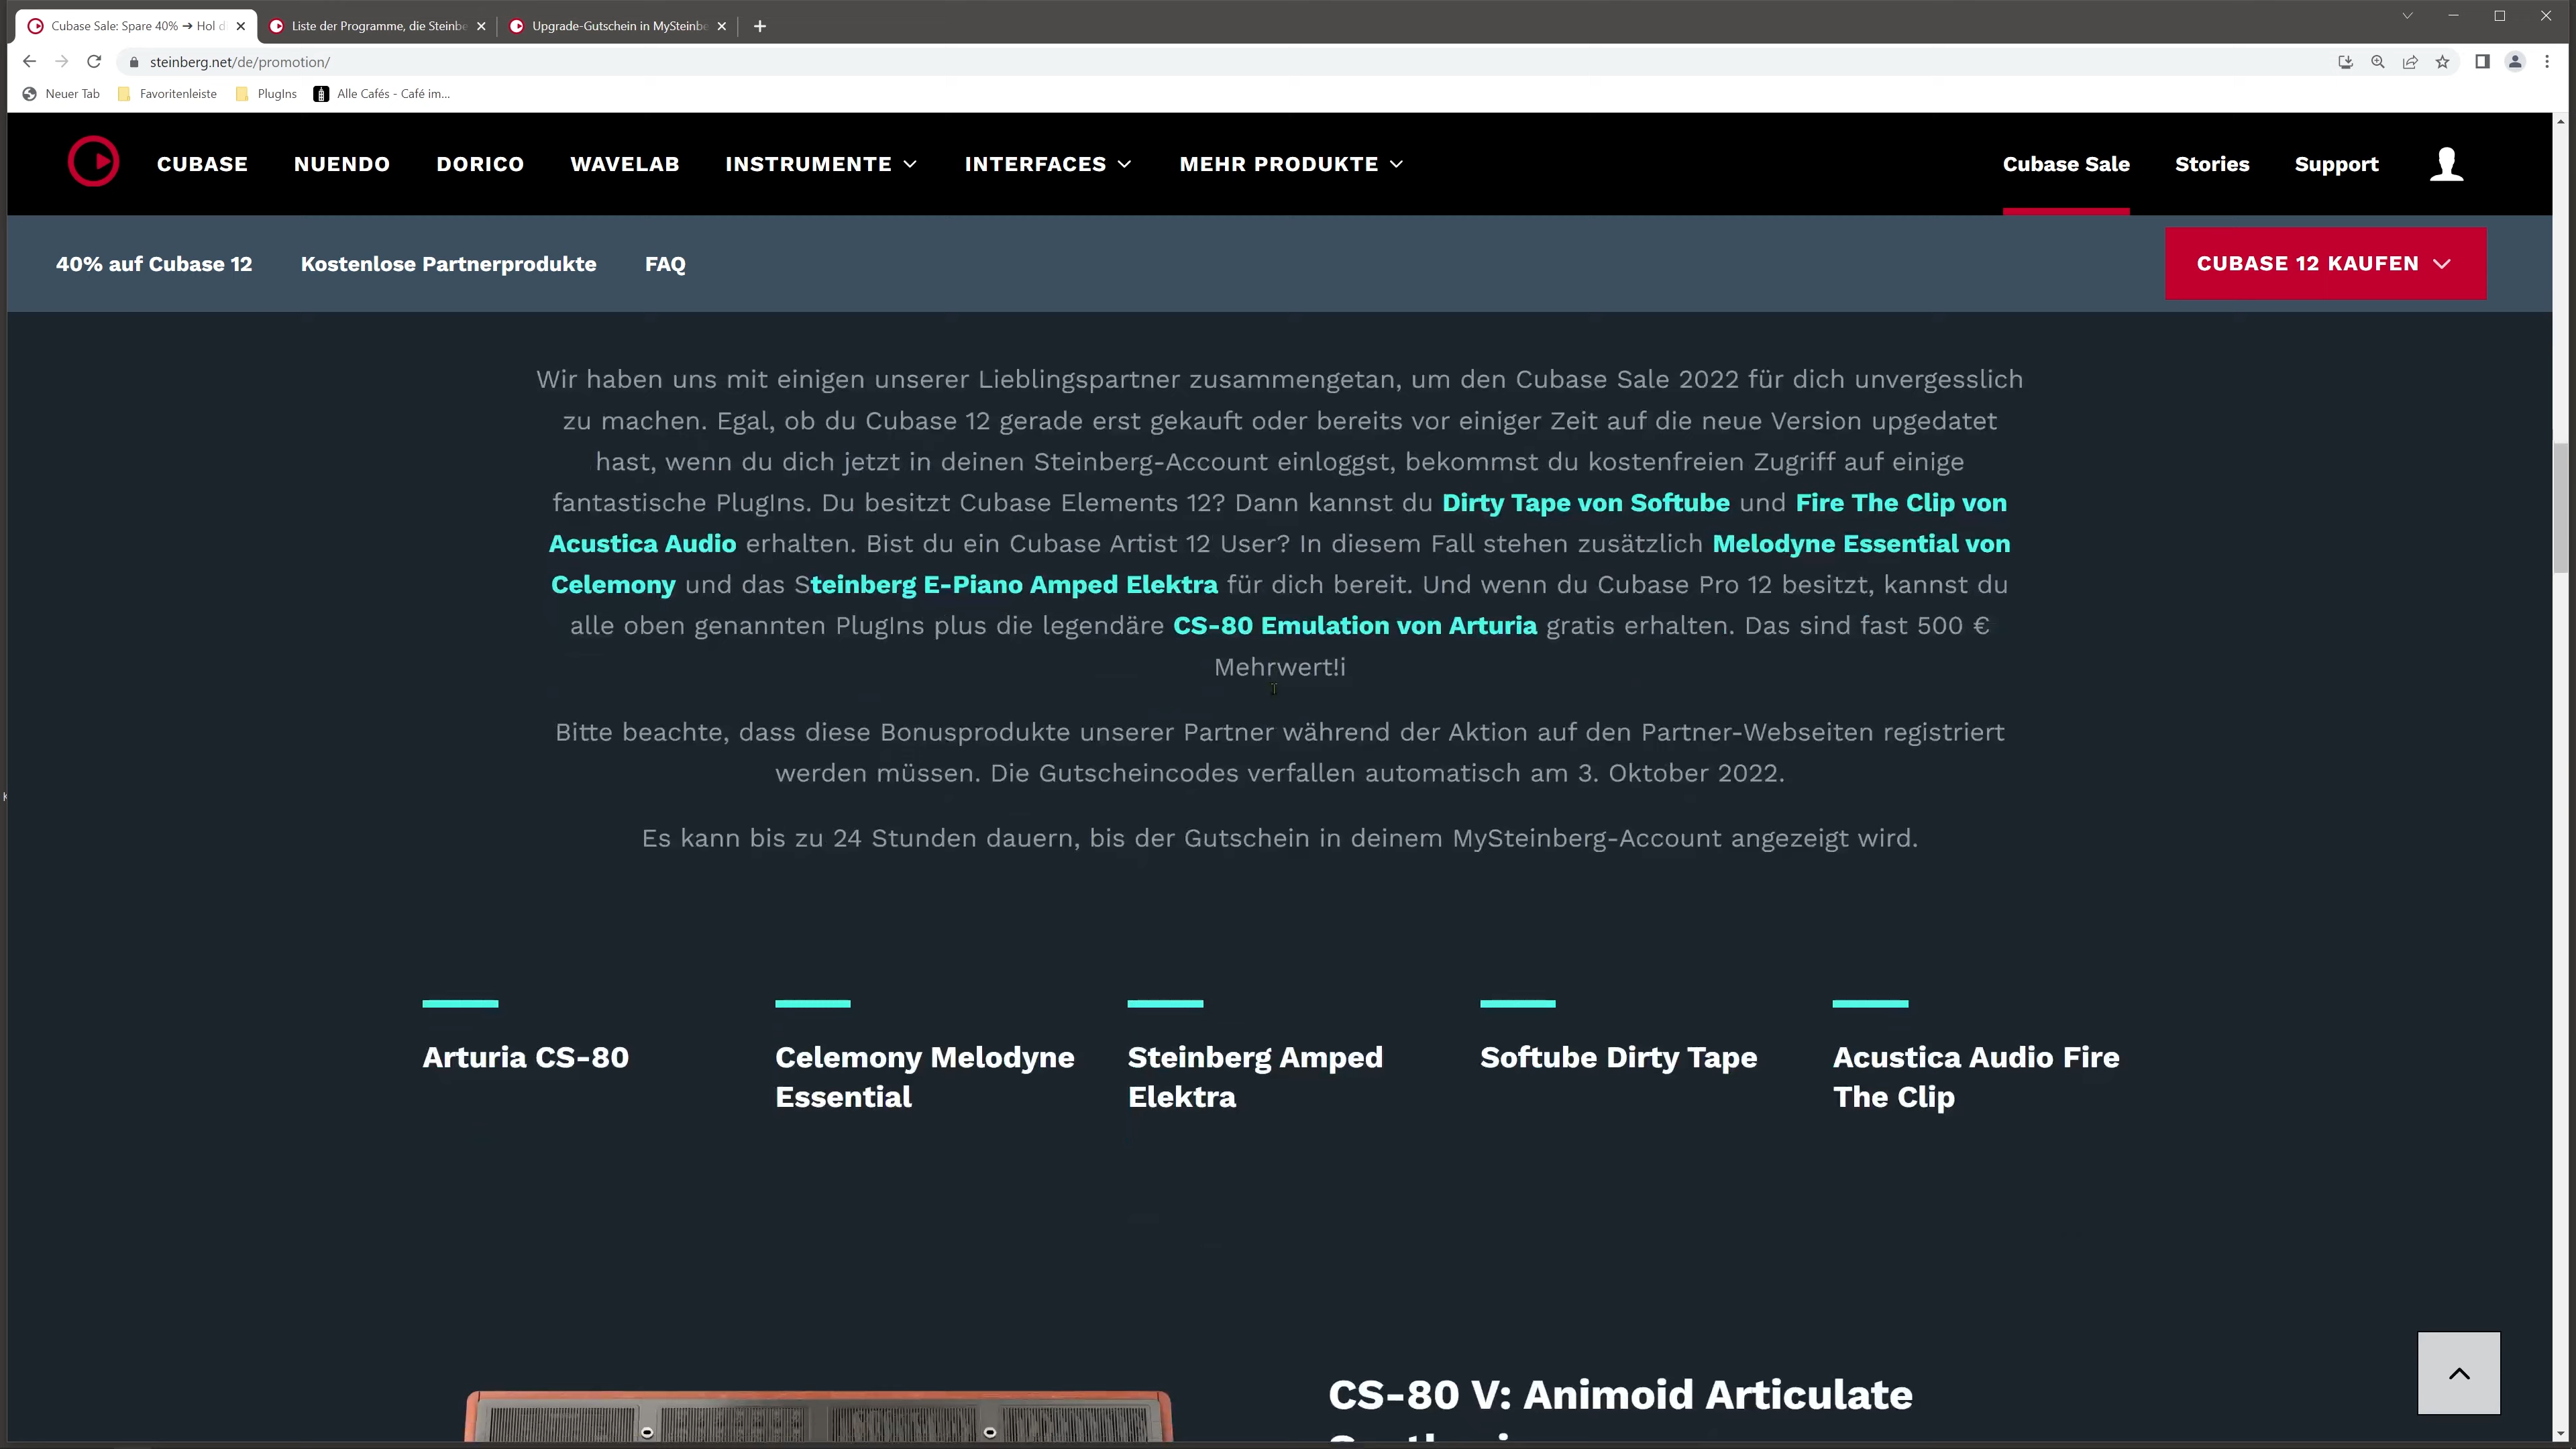 Cubase Sale: Spare 40% ➔ Hol d
Liste der Programme, die Steinbe
Upgrade-Gutschein in MySteinbe
steinberg.net/de/promotion/
Neuer Tab
Favoritenleiste
PlugIns
Alle Cafés - Café im...
CUBASE
NUENDO
DORICO
WAVELAB
INSTRUMENTE
INTERFACES
MEHR PRODUKTE
Cubase Sale
Stories
Support
40% auf Cubase 12
Kostenlose Partnerprodukte
FAQ
CUBASE 12 KAUFEN
Wir haben uns mit einigen unserer Lieblingspartner zusammengetan, um den Cubase Sale 2022 für dich unvergesslich
zu machen. Egal, ob du Cubase 12 gerade erst gekauft oder bereits vor einiger Zeit auf die neue Version upgedatet
hast, wenn du dich jetzt in deinen Steinberg-Account einloggst, bekommst du kostenfreien Zugriff auf einige
fantastische PlugIns. Du besitzt Cubase Elements 12? Dann kannst du Dirty Tape von Softube und Fire The Clip von
Acustica Audio erhalten. Bist du ein Cubase Artist 12 User? In diesem Fall stehen zusätzlich Melodyne Essential von
Celemony und das Steinberg E-Piano Amped Elektra für dich bereit. Und wenn du Cubase Pro 12 besitzt, kannst du
alle oben genannten PlugIns plus die legendäre CS-80 Emulation von Arturia gratis erhalten. Das sind fast 500 €
Mehrwert!i
Bitte beachte, dass diese Bonusprodukte unserer Partner während der Aktion auf den Partner-Webseiten registriert
werden müssen. Die Gutscheincodes verfallen automatisch am 3. Oktober 2022.
Es kann bis zu 24 Stunden dauern, bis der Gutschein in deinem MySteinberg-Account angezeigt wird.
Arturia CS-80
Celemony Melodyne
Essential
Steinberg Amped
Elektra
Softube Dirty Tape
Acustica Audio Fire
The Clip
CS-80 V: Animoid Articulate